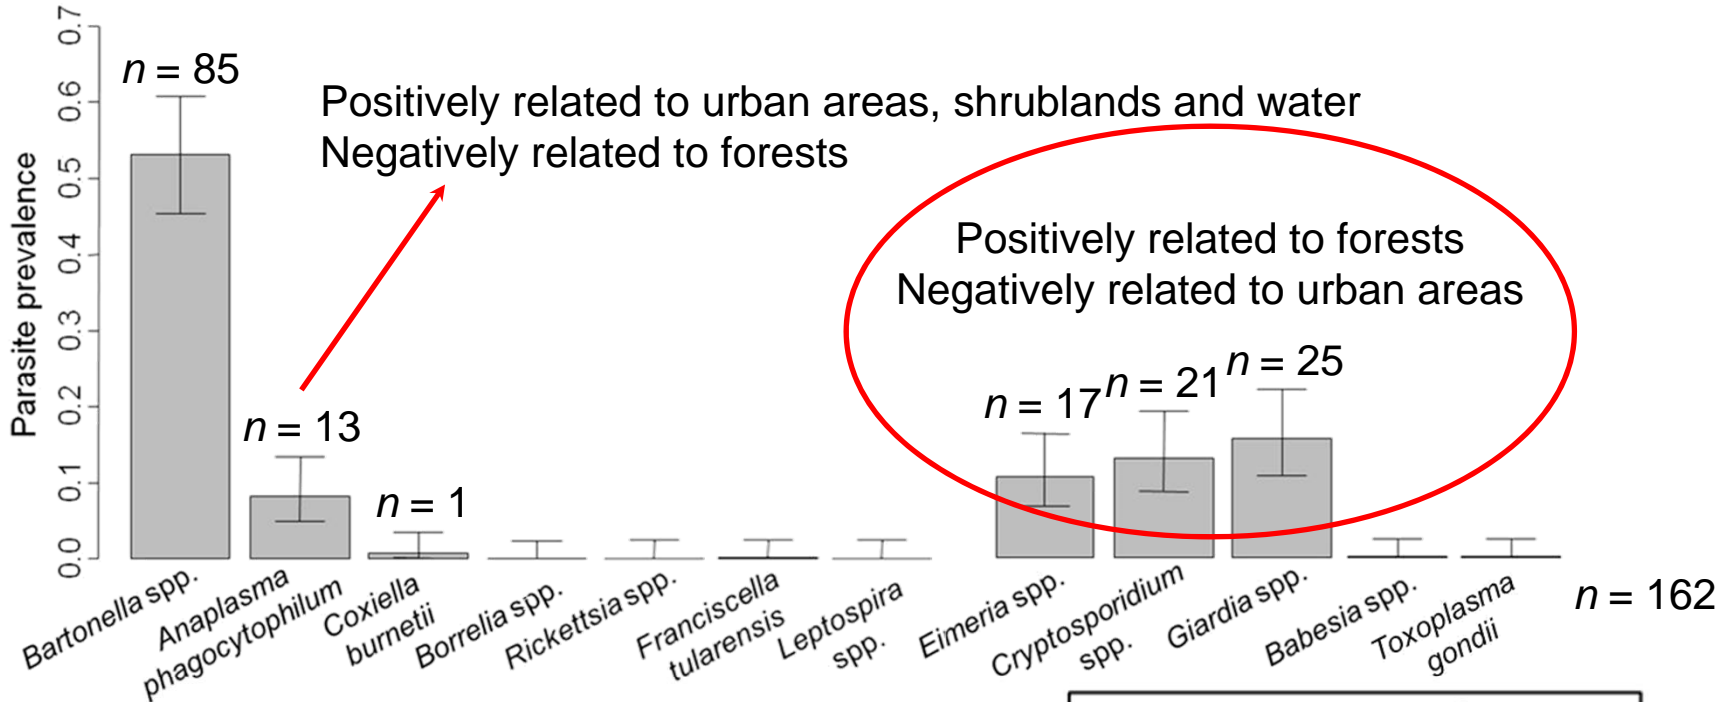 0.7
0.6
0.5
0.4
0.3
0.2
0.1
0.0
Parasite prevalence
n = 85
Positively related to urban areas, shrublands and water
Negatively related to forests
Positively related to forests
Negatively related to urban areas
n = 13
n = 1
n = 17
n = 21
n = 25
Bartonella spp.
Anaplasma
phagocytophilum
Coxiella
burnetii
Borrelia spp.
Rickettsia spp.
Franciscella
tularensis
Leptospira
spp.
Eimeria spp.
Cryptosporidium
spp.
Giardia spp.
Babesia spp.
Toxoplasma
gondii
n = 162